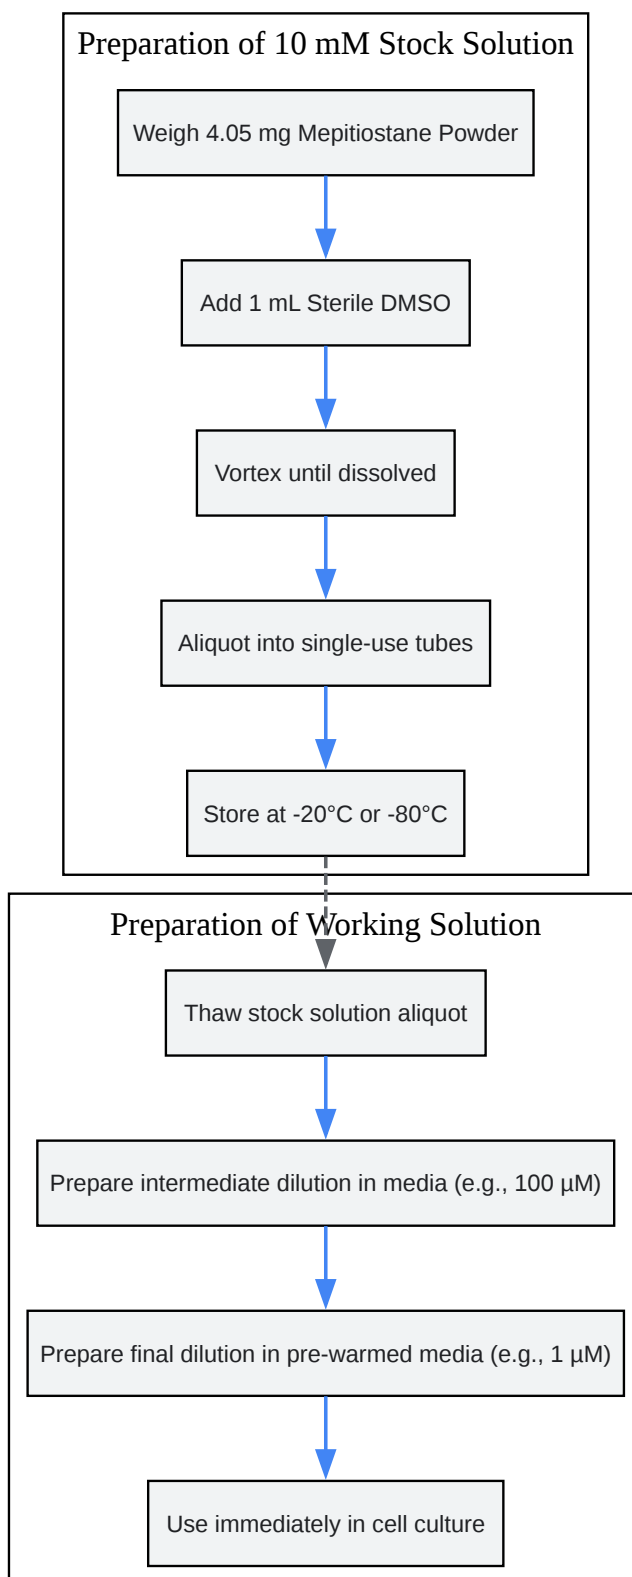 Preparation of 10 mM Stock Solution
Weigh 4.05 mg Mepitiostane Powder
Add 1 mL Sterile DMSO
Vortex until dissolved
Aliquot into single-use tubes
Store at -20°C or -80°C
Preparation of Working Solution
Thaw stock solution aliquot
Prepare intermediate dilution in media (e.g., 100 µM)
Prepare final dilution in pre-warmed media (e.g., 1 µM)
Use immediately in cell culture